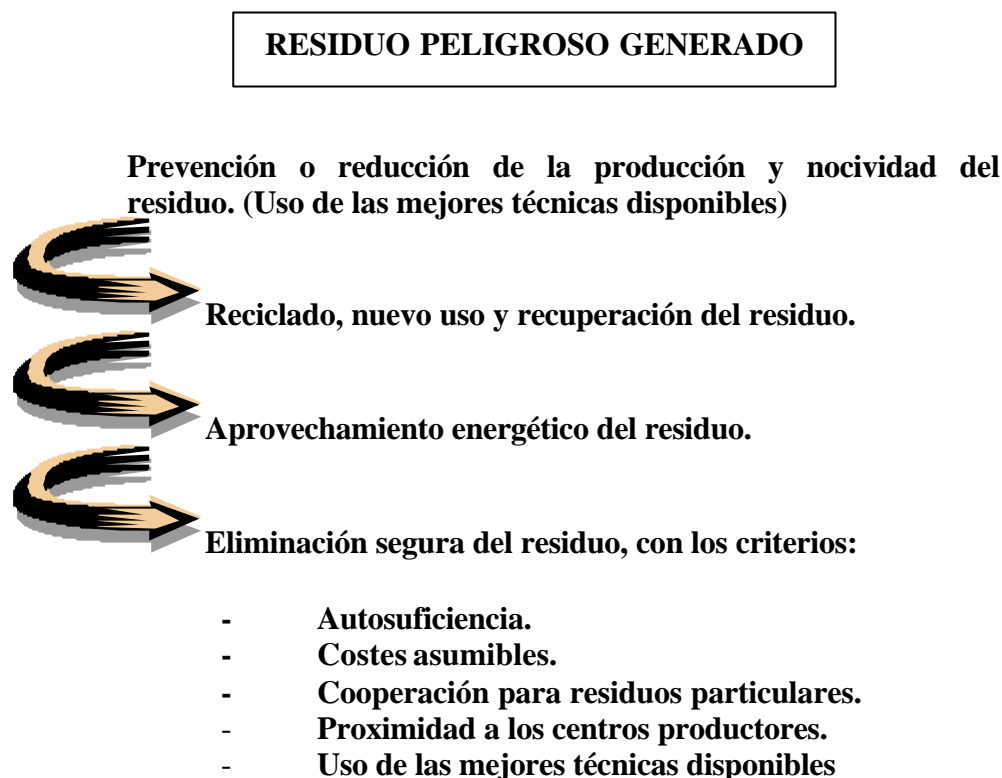 RESIDUO PELIGROSO GENERADO
Prevención o reducción de la producción y nocividad del
residuo. (Uso de las mejores técnicas disponibles)
Reciclado, nuevo uso y recuperación del residuo.
Aprovechamiento energético del residuo.
Eliminación segura del residuo, con los criterios:
- Autosuficiencia.
- Costes asumibles.
- Cooperación para residuos particulares.
- Proximidad a los centros productores.
- Uso de las mejores técnicas disponibles